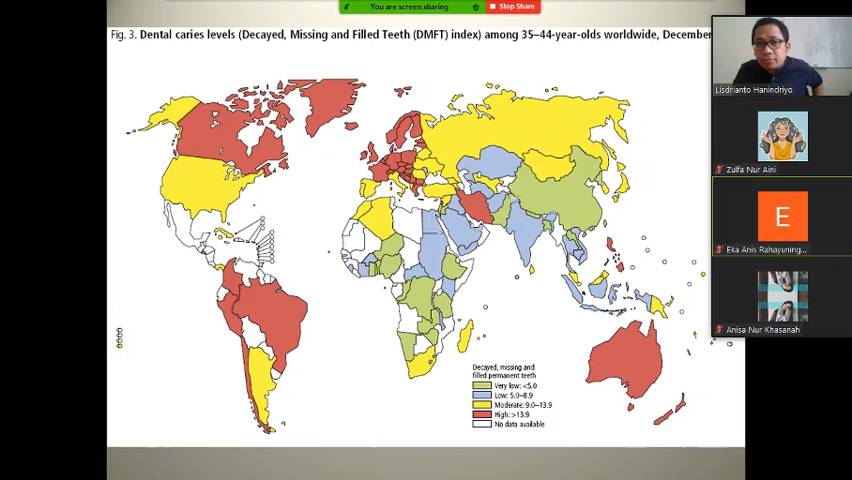 You are screen sharing
Stop Share
Fig. 3. Dental caries levels (Decayed, Missing and Filled Teeth (DMFT) index) among 35–44-year-olds worldwide, December
Lisdrianto Hanindriyo
Zulfa Nur Aini
E
Eka Anis Rahayuning...
Anisa Nur Khasanah
Decayed, missing and
filled permanent teeth
Very low: <5.0
Low: 5.0–8.9
Moderate: 9.0–13.9
High: >13.9
No data available